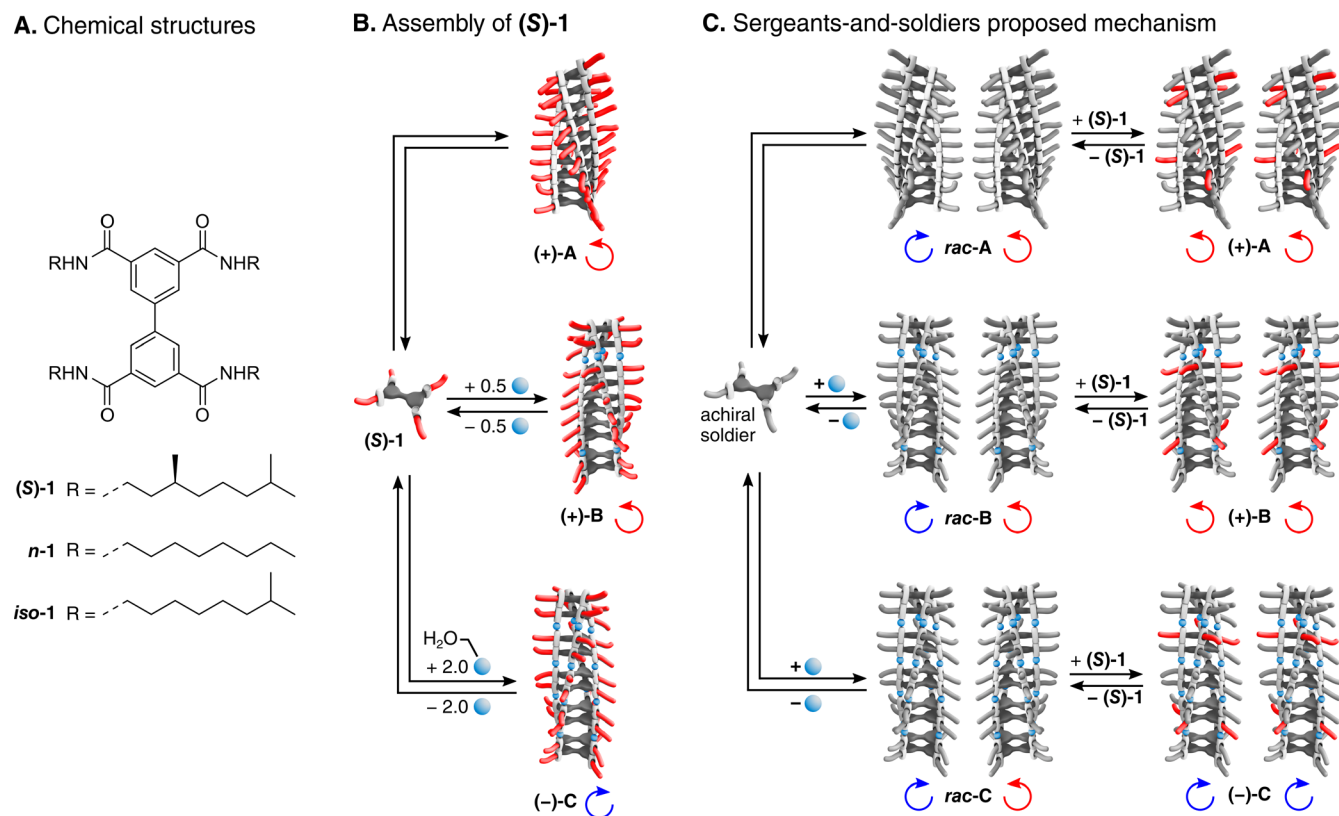 A. Chemical structures
O
O
RHN
NHR
RHN
NHR
O
O
(S)-1 R =
n-1 R =
iso-1 R =
B. Assembly of (S)-1
(+)-A
(S)-1
+ 0.5
– 0.5
(+)-B
H₂O
+ 2.0
– 2.0
(–)-C
C. Sergeants-and-soldiers proposed mechanism
rac-A
+ (S)-1
– (S)-1
(+)-A
achiral
soldier
+
–
rac-B
+ (S)-1
– (S)-1
(+)-B
+
–
rac-C
+ (S)-1
– (S)-1
(–)-C